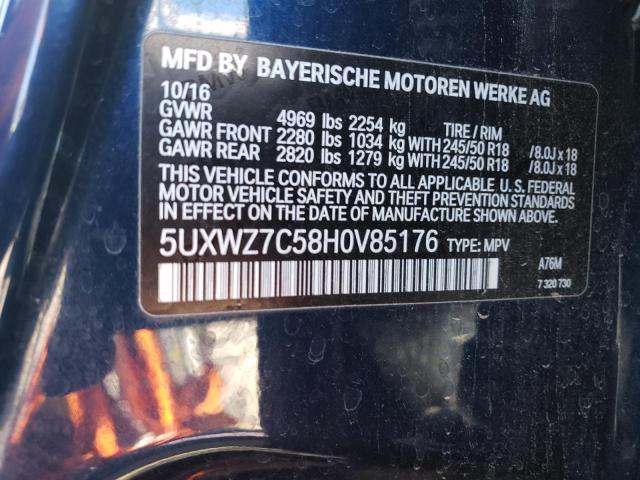 MFD BY BAYERISCHE MOTOREN WERKE AG
10/16
GVWR 4969 lbs 2254 kg TIRE / RIM
GAWR FRONT 2280 lbs 1034 kg WITH 245/50 R18 /8.0J x 18
GAWR REAR 2820 lbs 1279 kg WITH 245/50 R18 /8.0J x 18
THIS VEHICLE CONFORMS TO ALL APPLICABLE U. S. FEDERAL
MOTOR VEHICLE SAFETY AND THEFT PREVENTION STANDARDS
IN EFFECT ON THE DATE OF MANUFACTURE SHOWN ABOVE.
5UXWZ7C58H0V85176 TYPE: MPV
A76M
7 320 730